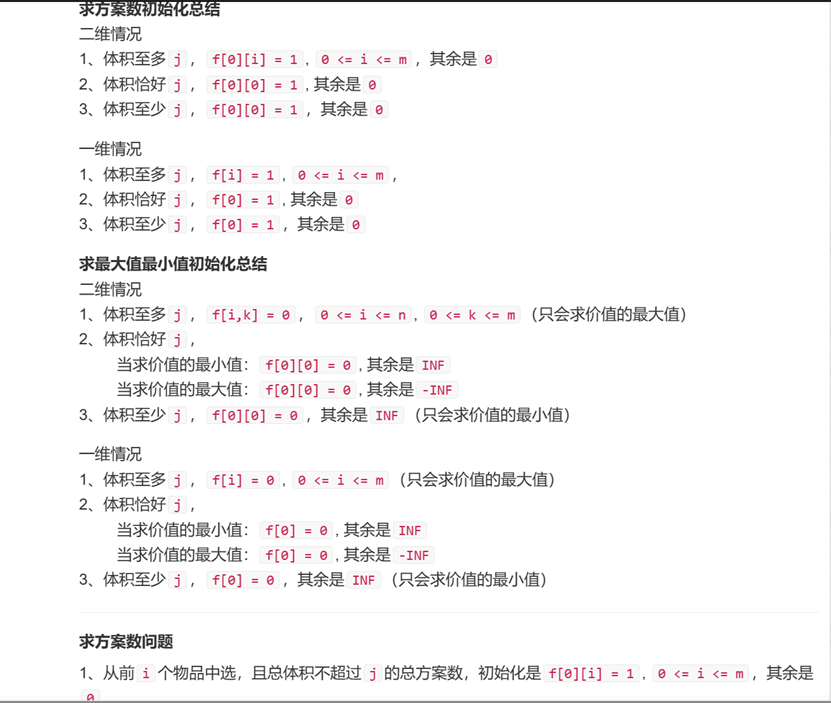 求方案数初始化总结
二维情况
1、体积至多 j ， f[0][i] = 1 , 0 <= i <= m ，其余是 0
2、体积恰好 j ， f[0][0] = 1 , 其余是 0
3、体积至少 j ， f[0][0] = 1 ，其余是 0
一维情况
1、体积至多 j ， f[i] = 1 , 0 <= i <= m ，
2、体积恰好 j ， f[0] = 1 , 其余是 0
3、体积至少 j ， f[0] = 1 ，其余是 0
求最大值最小值初始化总结
二维情况
1、体积至多 j ， f[i,k] = 0 ， 0 <= i <= n , 0 <= k <= m （只会求价值的最大值）
2、体积恰好 j ，
当求价值的最小值： f[0][0] = 0 , 其余是 INF
当求价值的最大值： f[0][0] = 0 , 其余是 -INF
3、体积至少 j ， f[0][0] = 0 ，其余是 INF （只会求价值的最小值）
一维情况
1、体积至多 j ， f[i] = 0 , 0 <= i <= m （只会求价值的最大值）
2、体积恰好 j ，
当求价值的最小值： f[0] = 0 , 其余是 INF
当求价值的最大值： f[0] = 0 , 其余是 -INF
3、体积至少 j ， f[0] = 0 ，其余是 INF （只会求价值的最小值）
求方案数问题
1、从前 i 个物品中选，且总体积不超过 j 的总方案数，初始化是 f[0][i] = 1 , 0 <= i <= m ，其余是
0